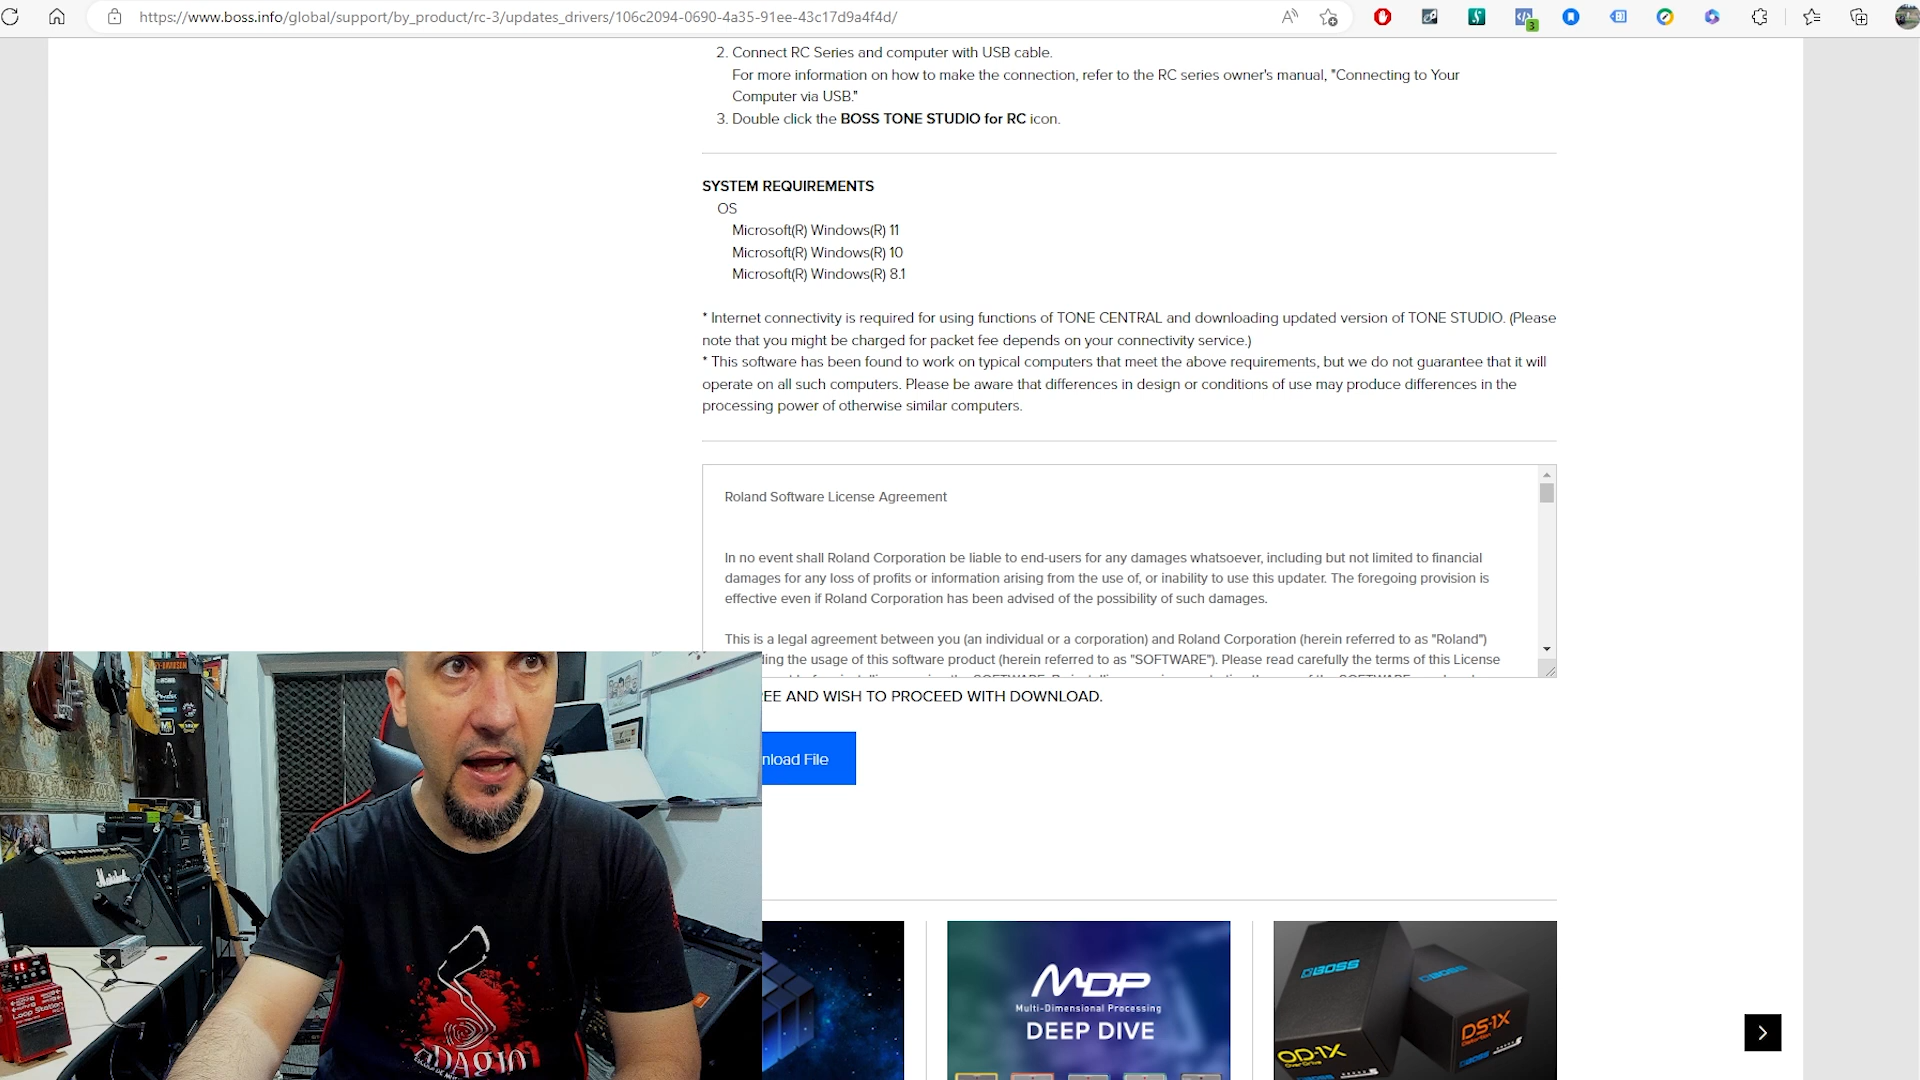 https://www.boss.info/global/support/by_product/rc-3/updates_drivers/106c2094-0690-4a35-91ee-43c17d9a4f4d/
3
2. Connect RC Series and computer with USB cable.
For more information on how to make the connection, refer to the RC series owner's manual, "Connecting to Your
Computer via USB."
3. Double click the BOSS TONE STUDIO for RC icon.
SYSTEM REQUIREMENTS
OS
Microsoft(R) Windows(R) 11
Microsoft(R) Windows(R) 10
Microsoft(R) Windows(R) 8.1
* Internet connectivity is required for using functions of TONE CENTRAL and downloading updated version of TONE STUDIO. (Please
note that you might be charged for packet fee depends on your connectivity service.)
* This software has been found to work on typical computers that meet the above requirements, but we do not guarantee that it will
operate on all such computers. Please be aware that differences in design or conditions of use may produce differences in the
processing power of otherwise similar computers.
Roland Software License Agreement
In no event shall Roland Corporation be liable to end-users for any damages whatsoever, including but not limited to financial
damages for any loss of profits or information arising from the use of, or inability to use this updater. The foregoing provision is
effective even if Roland Corporation has been advised of the possibility of such damages.
This is a legal agreement between you (an individual or a corporation) and Roland Corporation (herein referred to as "Roland")
ding the usage of this software product (herein referred to as "SOFTWARE"). Please read carefully the terms of this License
EE AND WISH TO PROCEED WITH DOWNLOAD.
nload File
Marshall
Loop Station
MDP
Multi-Dimensional Processing
DEEP DIVE
BOSS
BOSS
OD-1X
DS-1X
Distortion
BOSS